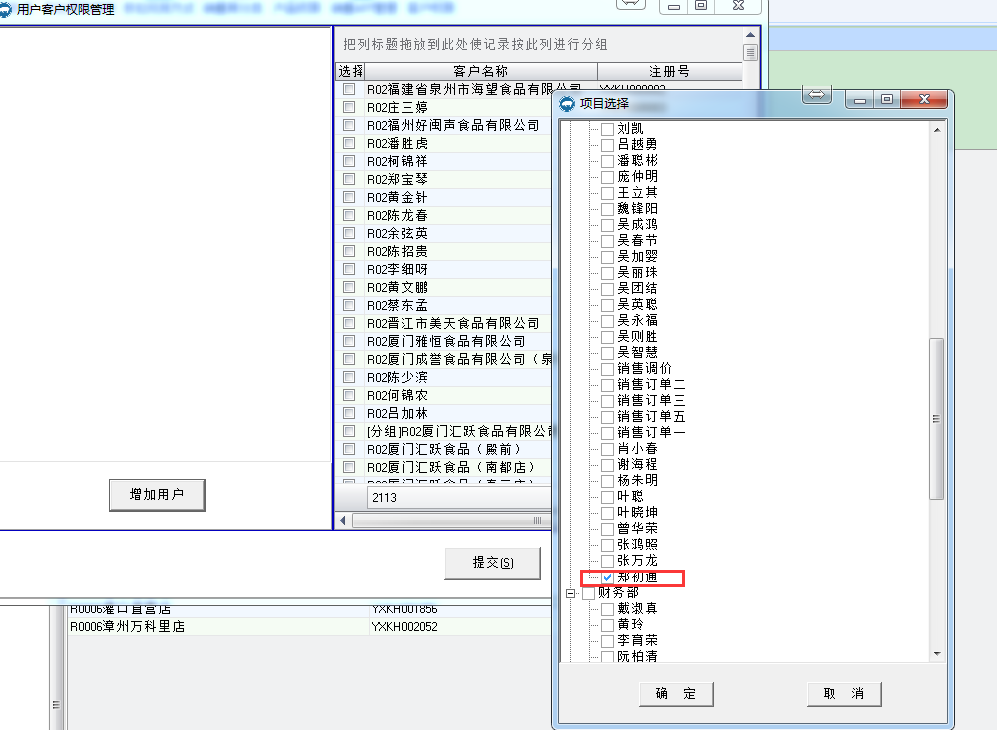 用户客户权限管理
把列标题拖放到此处使记录按此列进行分组
选择 客户名称 注册号
R02福建省泉州市海望食品有限公司
R02庄三婷
R02福州好闽声食品有限公司
R02潘胜虎
R02柯锦祥
R02郑宝琴
R02黄金针
R02陈龙春
R02余弦英
R02陈招贵
R02李细呀
R02黄文鹏
R02蔡东孟
R02晋江市美天食品有限公司
R02厦门雅恒食品有限公司
R02厦门成誉食品有限公司（泉
R02陈少滨
R02何锦农
R02吕加林
[分组]R02厦门汇跃食品有限公司
R02厦门汇跃食品（殿前）
R02厦门汇跃食品（南都店）
2113
增加用户
提交(S)
R0006灌口直营店 YXKH001856
R0006漳州万科里店 YXKH002052
项目选择
刘凯
吕越勇
潘聪彬
庞仲明
王立其
魏锋阳
吴成鸿
吴春节
吴加婴
吴丽珠
吴团结
吴英聪
吴永福
吴则胜
吴智慧
销售调价
销售订单二
销售订单三
销售订单五
销售订单一
肖小春
谢海程
杨朱明
叶聪
叶晓坤
曾华荣
张鸿照
张万龙
郑初通
财务部
戴淑真
黄玲
李育荣
阮柏清
确 定 取 消